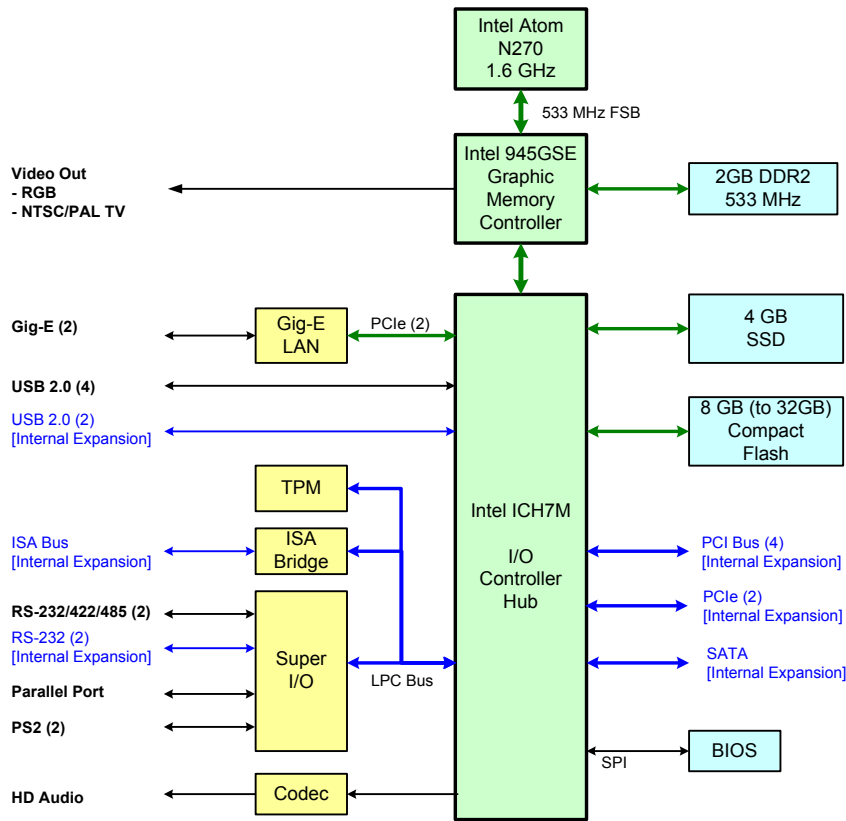 Intel Atom
N270
1.6 GHz
533 MHz FSB
Intel 945GSE
Graphic
Memory
Controller
Video Out
- RGB
- NTSC/PAL TV
2GB DDR2
533 MHz
Gig-E (2)
Gig-E
LAN
PCIe (2)
4 GB
SSD
USB 2.0 (4)
USB 2.0 (2)
[Internal Expansion]
8 GB (to 32GB)
Compact
Flash
TPM
Intel ICH7M
I/O
Controller
Hub
ISA Bus
[Internal Expansion]
ISA
Bridge
PCI Bus (4)
[Internal Expansion]
PCIe (2)
[Internal Expansion]
RS-232/422/485 (2)
RS-232 (2)
[Internal Expansion]
Super
I/O
LPC Bus
SATA
[Internal Expansion]
Parallel Port
PS2 (2)
SPI
BIOS
HD Audio
Codec